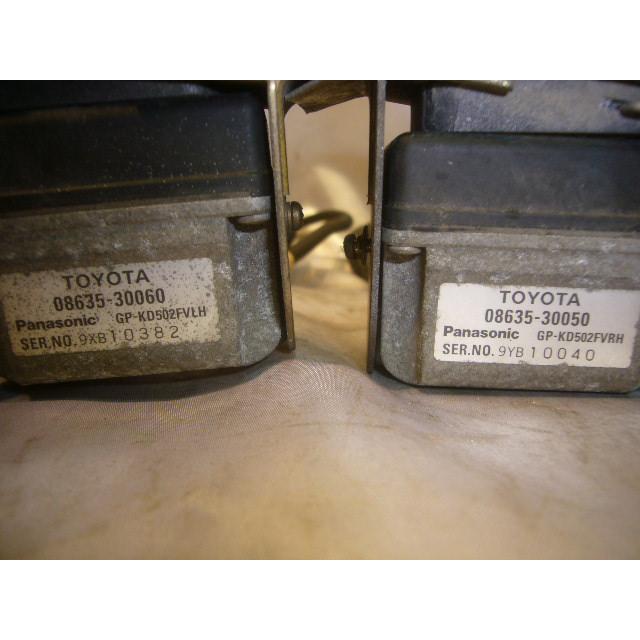 TOYOTA
08635-30060
Panasonic GP-KD502FVLH
SER.NO. 9XB10382
TOYOTA
08635-30050
Panasonic GP-KD502FVRH
SER.NO. 9YB10040